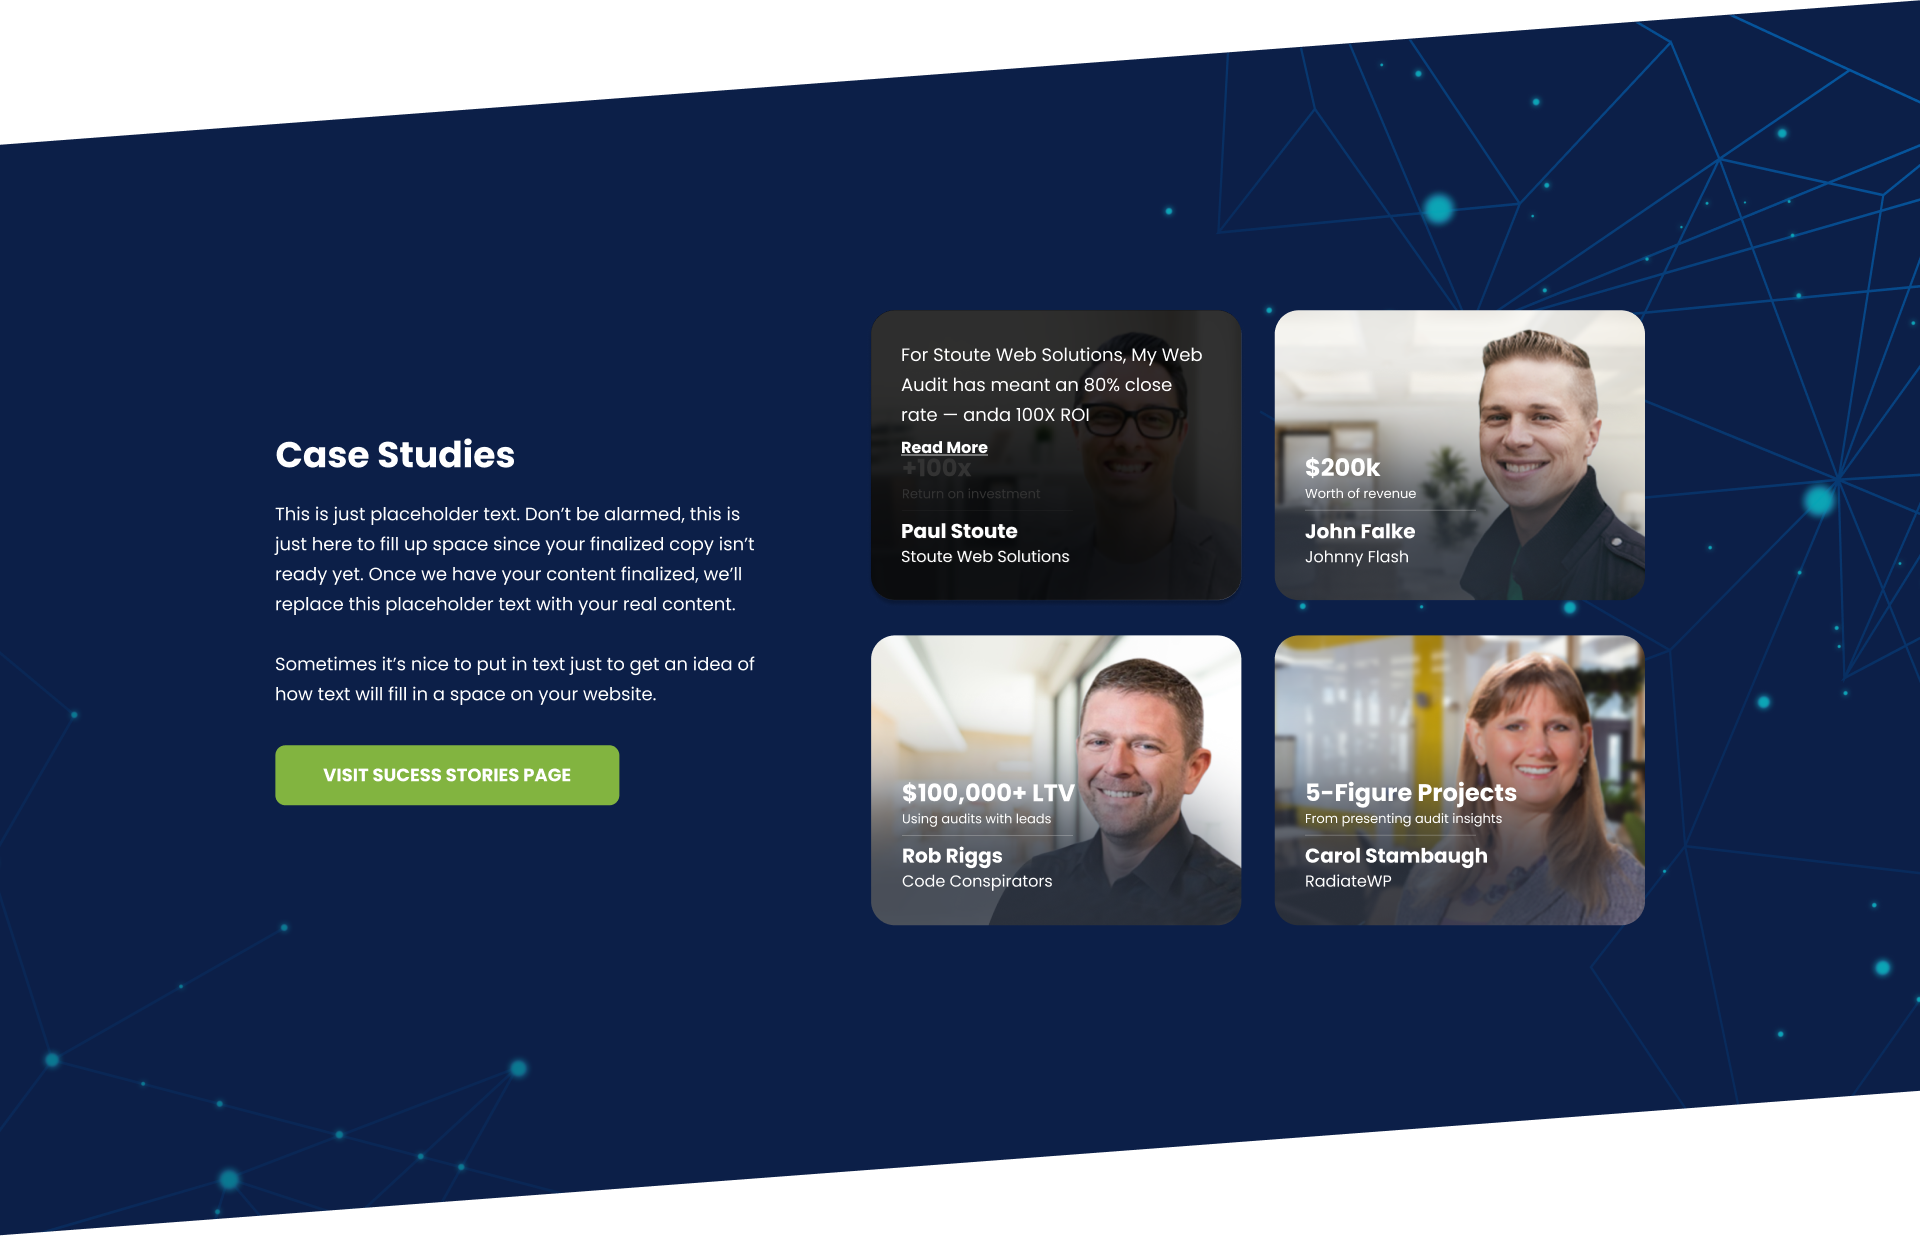 Case Studies
This is just placeholder text. Don’t be alarmed, this is
just here to fill up space since your finalized copy isn’t
ready yet. Once we have your content finalized, we’ll
replace this placeholder text with your real content.
Sometimes it’s nice to put in text just to get an idea of
how text will fill in a space on your website.
VISIT SUCESS STORIES PAGE
For Stoute Web Solutions, My Web
Audit has meant an 80% close
rate — anda 100X ROI
Read More
+100x
Return on investment
Paul Stoute
Stoute Web Solutions
$200k
Worth of revenue
John Falke
Johnny Flash
$100,000+ LTV
Using audits with leads
Rob Riggs
Code Conspirators
5-Figure Projects
From presenting audit insights
Carol Stambaugh
RadiateWP